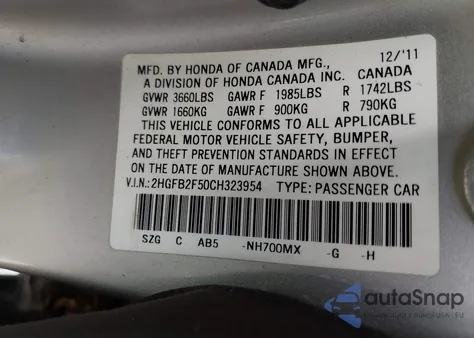 MFD. BY HONDA OF CANADA MFG., 12/'11
A DIVISION OF HONDA CANADA INC. CANADA
GVWR 3660LBS GAWR F 1985LBS R 1742LBS
GVWR 1660KG GAWR F 900KG R 790KG
THIS VEHICLE CONFORMS TO ALL APPLICABLE
FEDERAL MOTOR VEHICLE SAFETY, BUMPER,
AND THEFT PREVENTION STANDARDS IN EFFECT
ON THE DATE OF MANUFACTURE SHOWN ABOVE.
V.I.N.: 2HGFB2F50CH323954 TYPE: PASSENGER CAR
SZG C AB5 -NH700MX -G -H
autoSnap